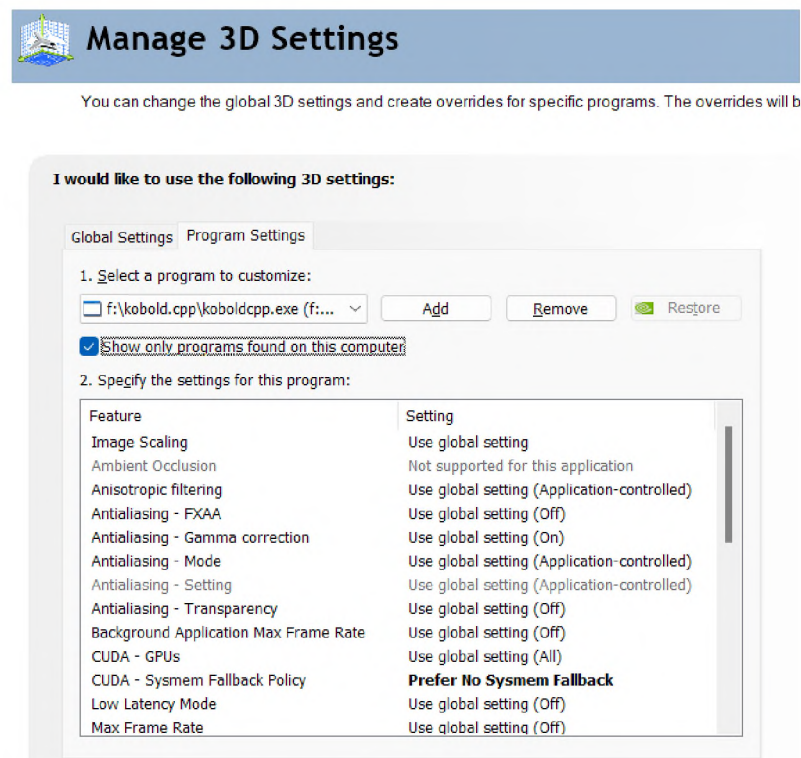 Manage 3D Settings
You can change the global 3D settings and create overrides for specific programs. The overrides will b
I would like to use the following 3D settings:
Global Settings Program Settings
1. Select a program to customize:
f:\kobold.cpp\koboldcpp.exe (f:... Add Remove Restore
Show only programs found on this computer
2. Specify the settings for this program:
Feature Setting
Image Scaling Use global setting
Ambient Occlusion Not supported for this application
Anisotropic filtering Use global setting (Application-controlled)
Antialiasing - FXAA Use global setting (Off)
Antialiasing - Gamma correction Use global setting (On)
Antialiasing - Mode Use global setting (Application-controlled)
Antialiasing - Setting Use global setting (Application-controlled)
Antialiasing - Transparency Use global setting (Off)
Background Application Max Frame Rate Use global setting (Off)
CUDA - GPUs Use global setting (All)
CUDA - Sysmem Fallback Policy Prefer No Sysmem Fallback
Low Latency Mode Use global setting (Off)
Max Frame Rate Use global setting (Off)